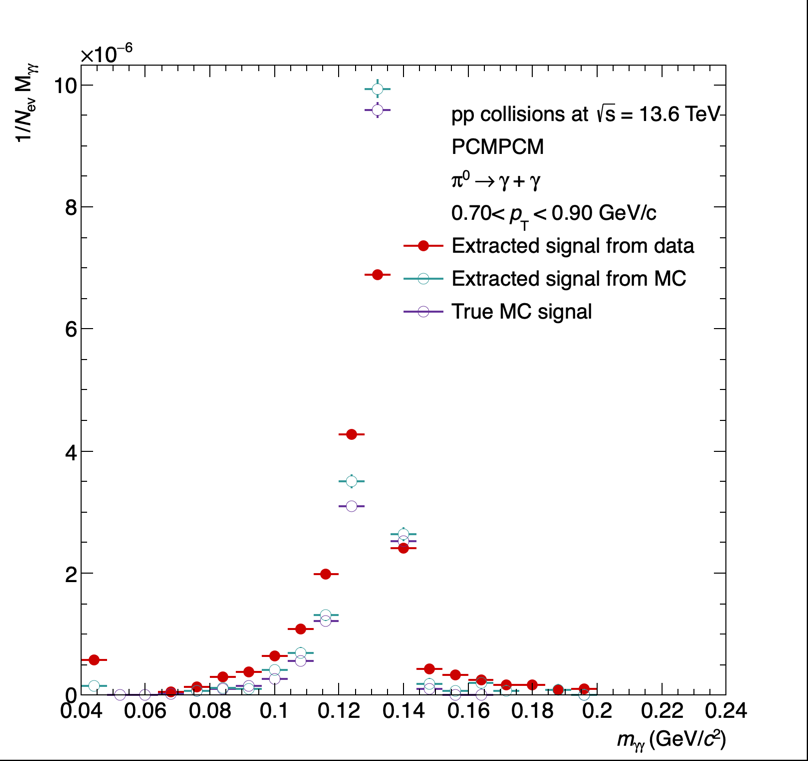 ×10⁻⁶
1/N_ev M_γγ
10
8
6
4
2
0
pp collisions at √s = 13.6 TeV
PCMPCM
π⁰ → γ + γ
0.70< p_T < 0.90 GeV/c
Extracted signal from data
Extracted signal from MC
True MC signal
0.04 0.06 0.08 0.1 0.12 0.14 0.16 0.18 0.2 0.22 0.24
m_γγ (GeV/c²)